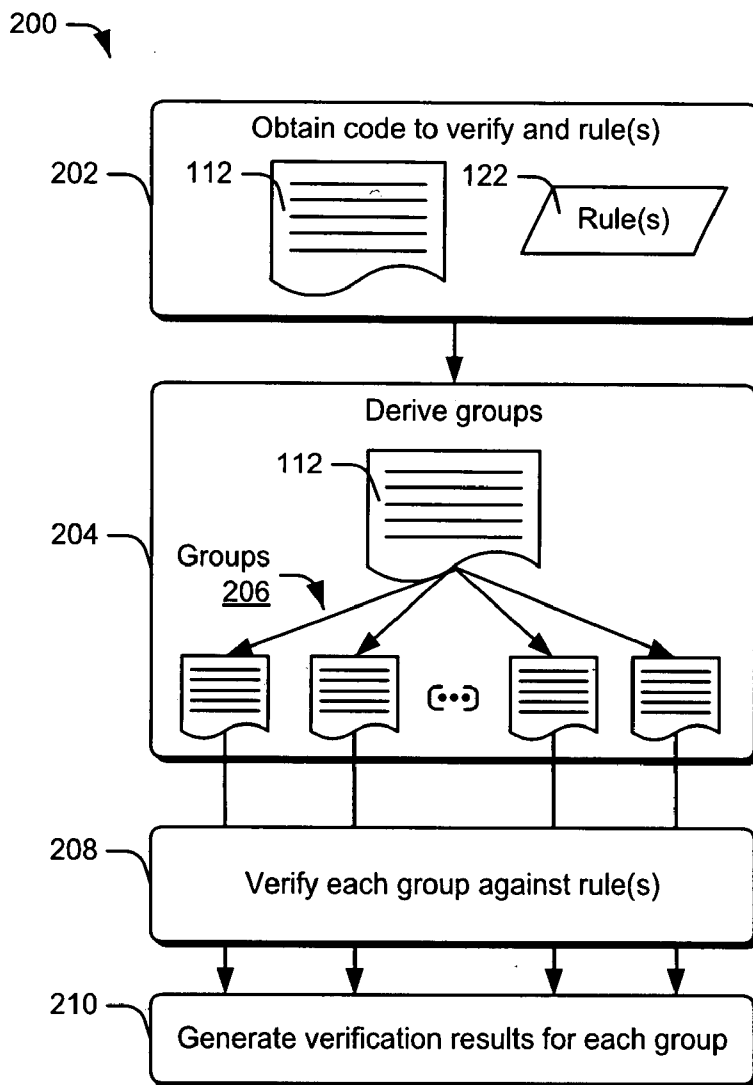 200
Obtain code to verify and rule(s)
202
112
122
Rule(s)
Derive groups
112
204
Groups
206
[•••]
208
Verify each group against rule(s)
210
Generate verification results for each group